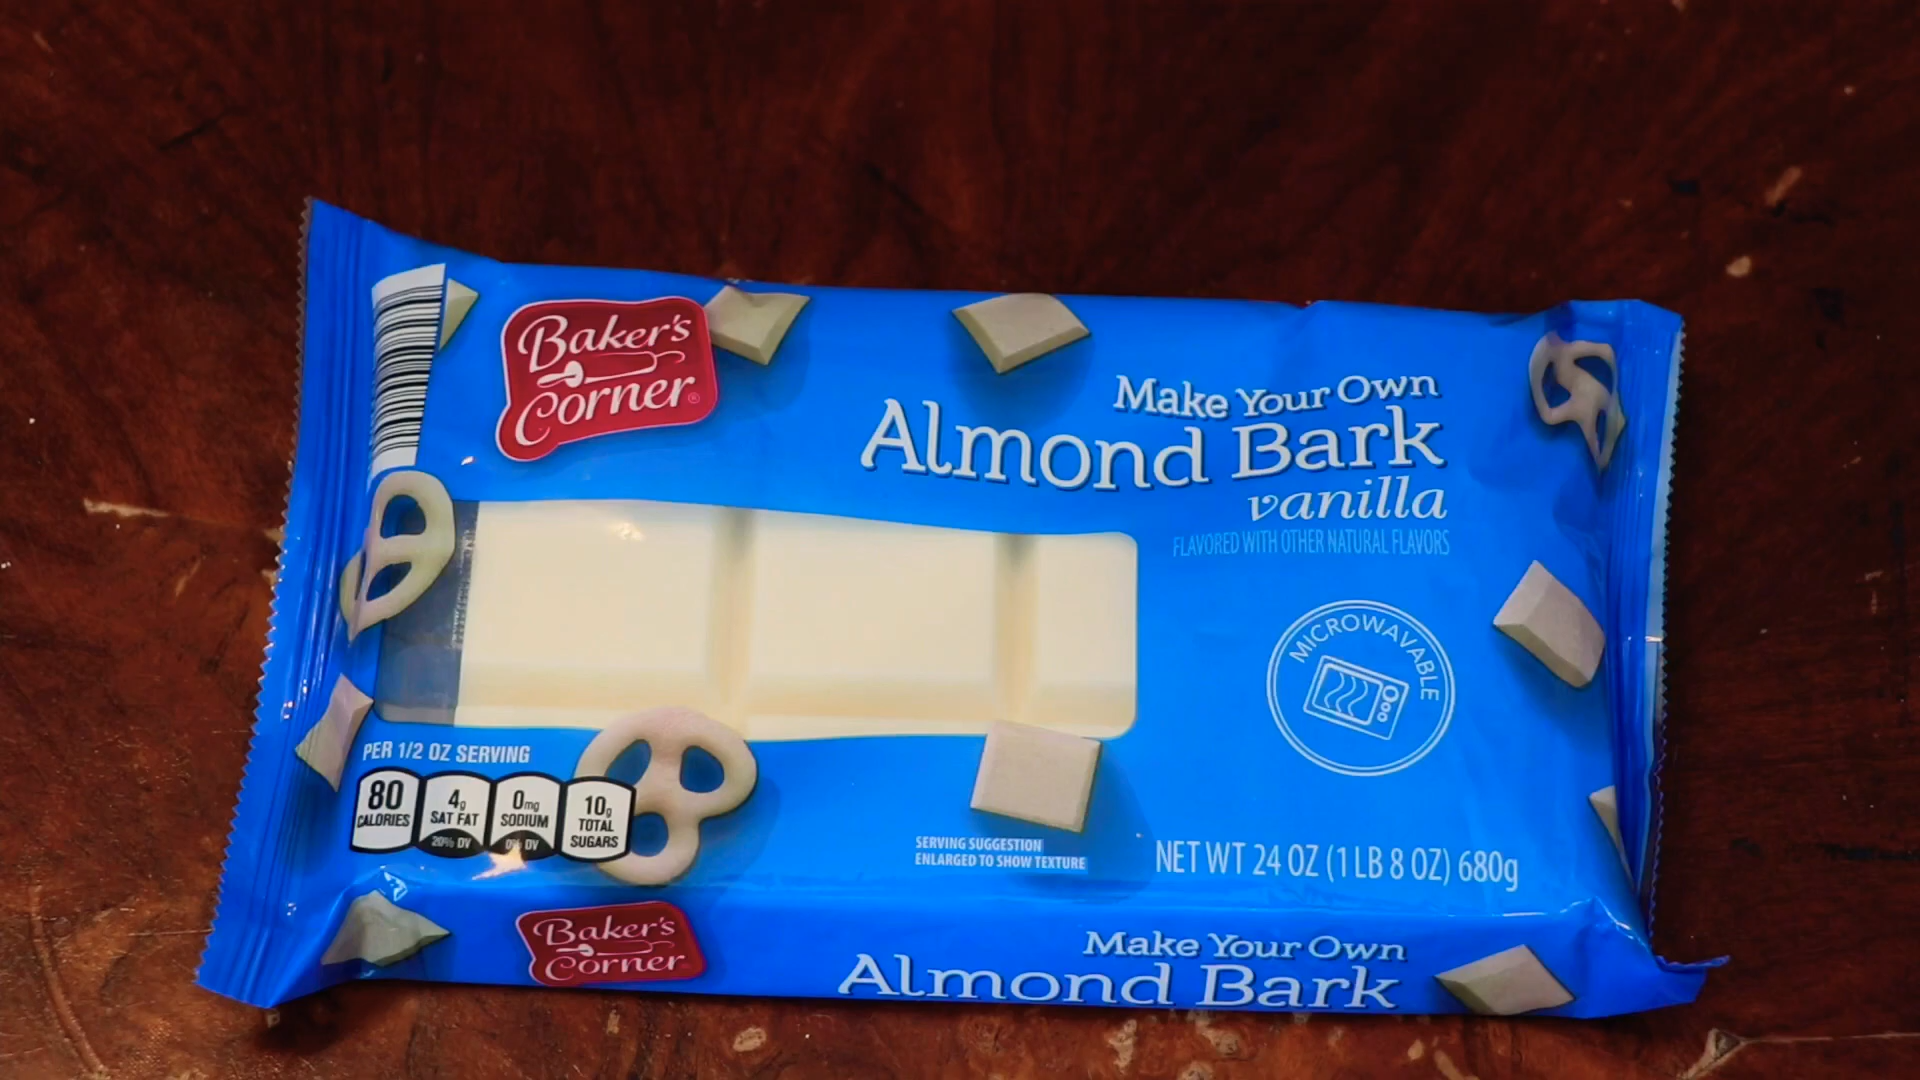 Baker's
Corner
Make Your Own
Almond Bark
vanilla
FLAVORED WITH OTHER NATURAL FLAVORS
MICROWAVABLE
PER 1/2 OZ SERVING
80
CALORIES
4g
SAT FAT
20% DV
0mg
SODIUM
0% DV
10g
TOTAL
SUGARS
SERVING SUGGESTION
ENLARGED TO SHOW TEXTURE
NET WT 24 OZ (1 LB 8 OZ) 680g
Baker's
Corner
Make Your Own
Almond Bark